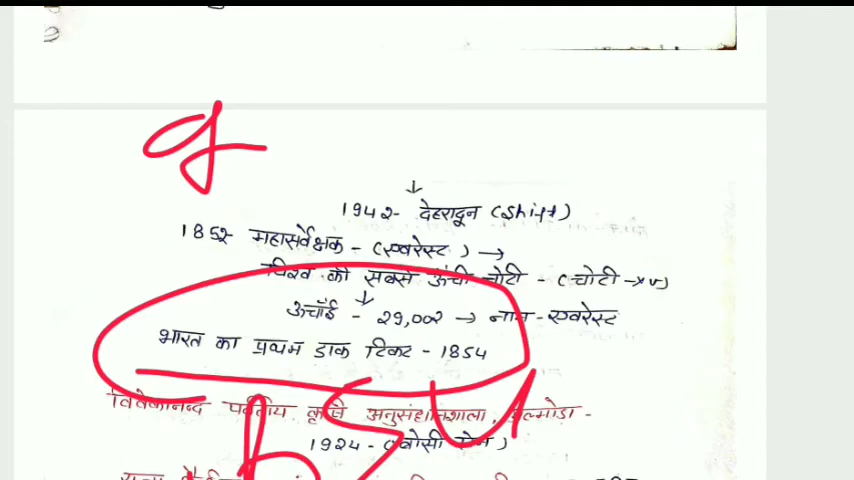 1942- देहरादून (Shift)
1852 महासर्वेक्षक - (एवरेस्ट) →
विश्व की सबसे ऊंची चोटी - (चोटी → xv)
ऊचाँई - 29,002 → नाम - एवरेस्ट
भारत का प्रथम डाक टिकट - 1854
विवेकानन्द पर्वतीय कृषि अनुसंधानशाला, अल्मोड़ा -
1924 - (बोसी सेन)